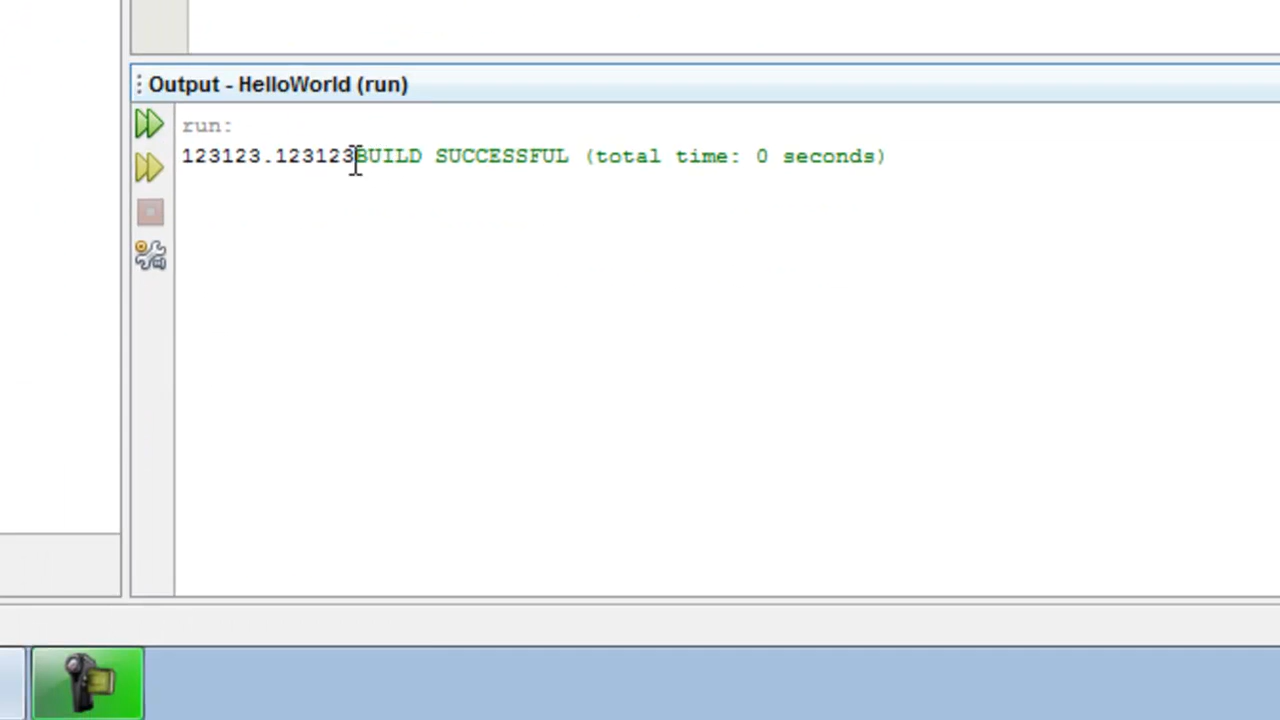 Output - HelloWorld (run)
run:
123123.123123BUILD SUCCESSFUL (total time: 0 seconds)